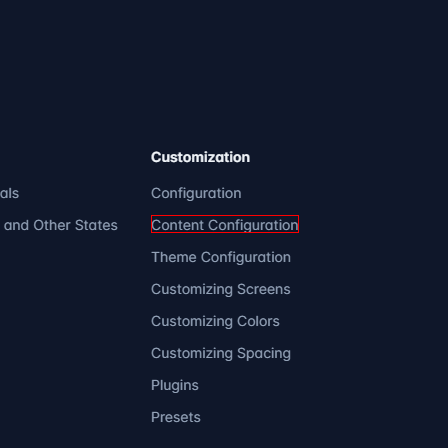 Customization
als
Configuration
and Other States
Content Configuration
Theme Configuration
Customizing Screens
Customizing Colors
Customizing Spacing
Plugins
Presets